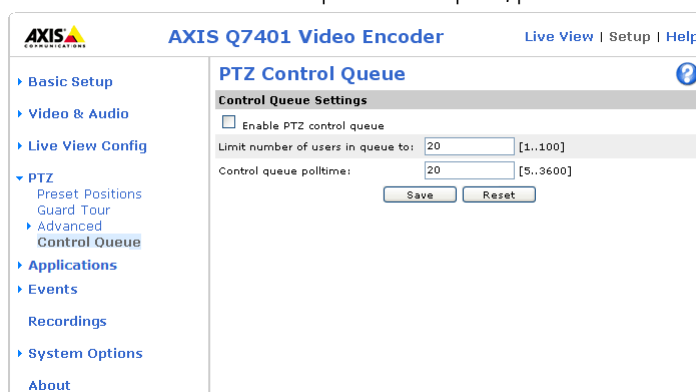 AXIS
COMMUNICATIONS
AXIS Q7401 Video Encoder
Live View | Setup | Help
Basic Setup
Video & Audio
Live View Config
PTZ
Preset Positions
Guard Tour
Advanced
Control Queue
Applications
Events
Recordings
System Options
About
PTZ Control Queue
?
Control Queue Settings
Enable PTZ control queue
Limit number of users in queue to: 20 [1..100]
Control queue polltime: 20 [5..3600]
Save Reset